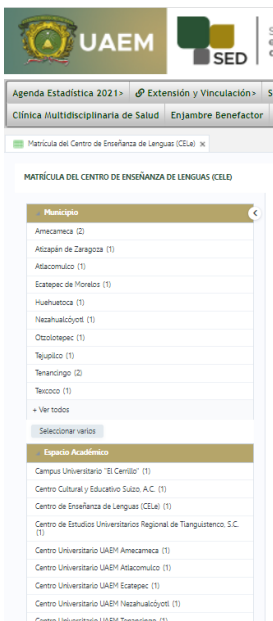 UAEM
SED
Agenda Estadística 2021> Extensión y Vinculación>
Clínica Multidisciplinaria de Salud Enjambre Benefactor
Matrícula del Centro de Enseñanza de Lenguas (CELe) x
MATRÍCULA DEL CENTRO DE ENSEÑANZA DE LENGUAS (CELE)
Municipio
Amecameca (2)
Atizapán de Zaragoza (1)
Atlacomulco (1)
Ecatepec de Morelos (1)
Huehuetoca (1)
Nezahualcóyotl (1)
Otzolotepec (1)
Tejupilco (1)
Tenancingo (2)
Texcoco (1)
+ Ver todos
Seleccionar varios
Espacio Académico
Campus Universitario "El Cerrillo" (1)
Centro Cultural y Educativo Suizo, A.C. (1)
Centro de Enseñanza de Lenguas (CELe) (1)
Centro de Estudios Universitarios Regional de Tianguistenco, S.C.
(1)
Centro Universitario UAEM Amecameca (1)
Centro Universitario UAEM Atlacomulco (1)
Centro Universitario UAEM Ecatepec (1)
Centro Universitario UAEM Nezahualcóyotl (1)
Centro Universitario UAEM Tenancingo (1)